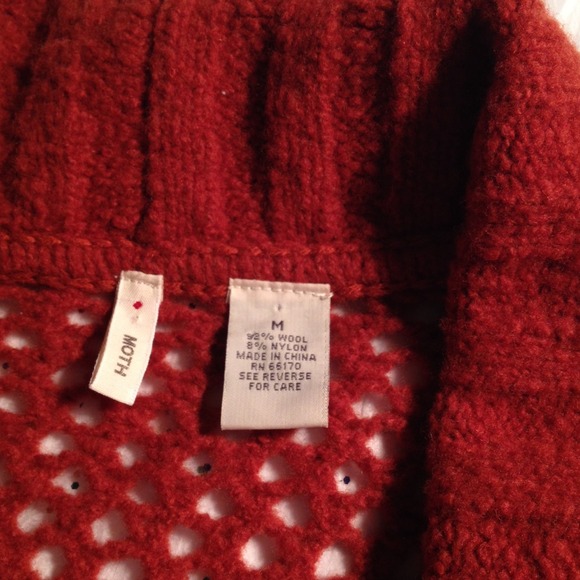 MOTH
M
92% WOOL
8% NYLON
MADE IN CHINA
RN 66170
SEE REVERSE
FOR CARE